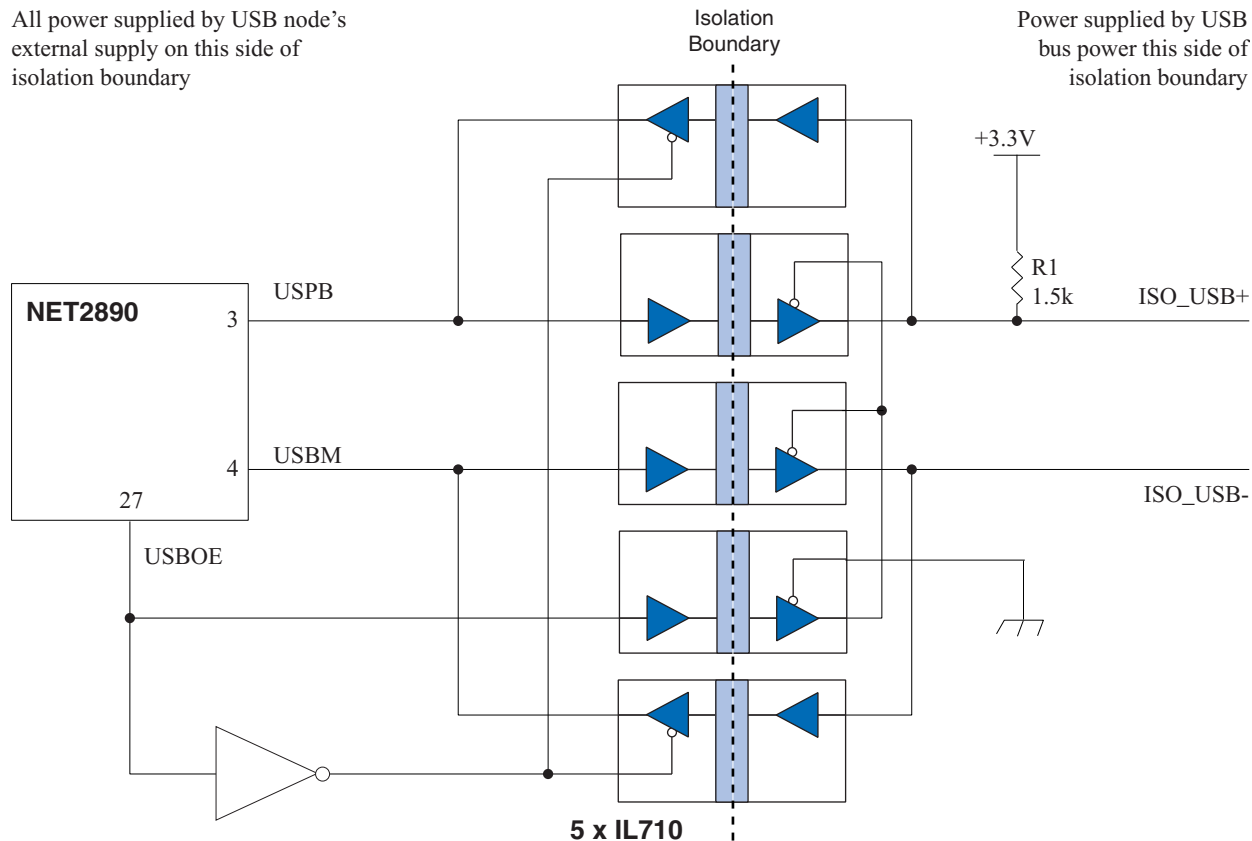 All power supplied by USB node’s
external supply on this side of
isolation boundary
Isolation
Boundary
Power supplied by USB
bus power this side of
isolation boundary
+3.3V
R1
1.5k
ISO_USB+
NET2890
3
USPB
4
USBM
ISO_USB-
27
USBOE
5 x IL710